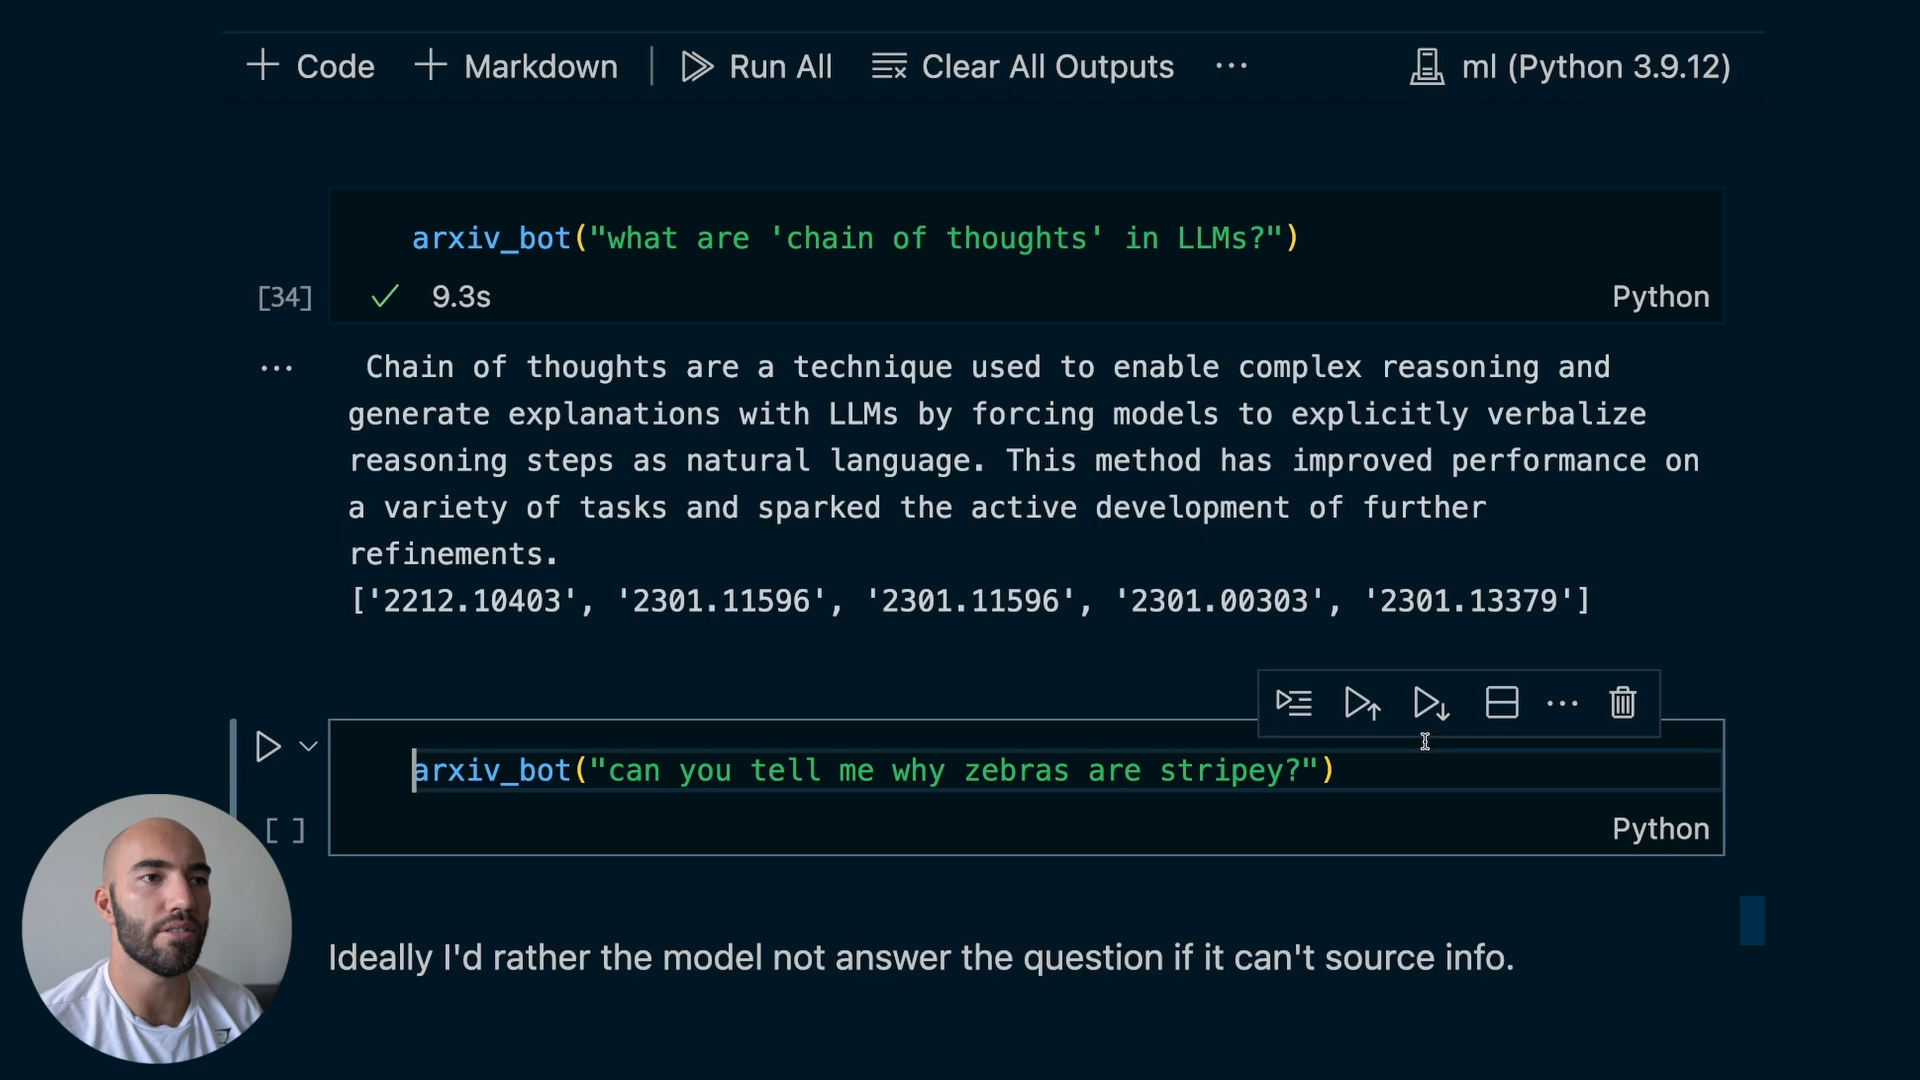 Code Markdown Run All Clear All Outputs ... ml (Python 3.9.12)
arxiv_bot("what are 'chain of thoughts' in LLMs?")
[34] 9.3s Python
... Chain of thoughts are a technique used to enable complex reasoning and
generate explanations with LLMs by forcing models to explicitly verbalize
reasoning steps as natural language. This method has improved performance on
a variety of tasks and sparked the active development of further
refinements.
['2212.10403', '2301.11596', '2301.11596', '2301.00303', '2301.13379']
...
arxiv_bot("can you tell me why zebras are stripey?")
[ ] Python
Ideally I'd rather the model not answer the question if it can't source info.